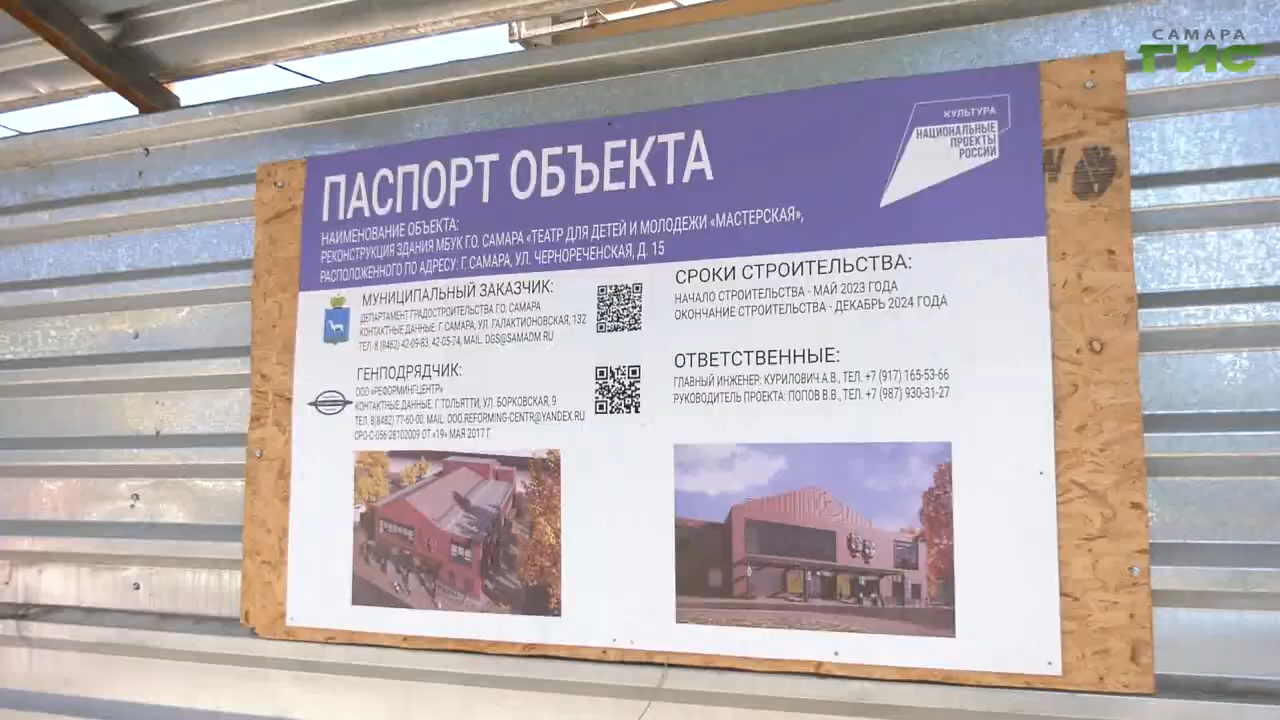 САМАРА
ГИС
КУЛЬТУРА
НАЦИОНАЛЬНЫЕ
ПРОЕКТЫ
РОССИИ
ПАСПОРТ ОБЪЕКТА
НАИМЕНОВАНИЕ ОБЪЕКТА:
РЕКОНСТРУКЦИЯ ЗДАНИЯ МБУК Г.О. САМАРА «ТЕАТР ДЛЯ ДЕТЕЙ И МОЛОДЕЖИ «МАСТЕРСКАЯ»,
РАСПОЛОЖЕННОГО ПО АДРЕСУ: Г. САМАРА, УЛ. ЧЕРНОРЕЧЕНСКАЯ, Д. 15
МУНИЦИПАЛЬНЫЙ ЗАКАЗЧИК:
ДЕПАРТАМЕНТ ГРАДОСТРОИТЕЛЬСТВА Г.О. САМАРА
КОНТАКТНЫЕ ДАННЫЕ: Г. САМАРА, УЛ. ГАЛАКТИОНОВСКАЯ, 132
ТЕЛ: 8 (8462) 42-09-83, 42-05-74, MAIL: DGS@SAMADM.RU
ГЕНПОДРЯДЧИК:
ООО «РЕФОРМИНГЦЕНТР»
КОНТАКТНЫЕ ДАННЫЕ: Г. ТОЛЬЯТТИ, УЛ. БОРКОВСКАЯ, 9
ТЕЛ. 8(8482) 77-60-00, MAIL: OOO.REFORMING-CENTR@YANDEX.RU
СРО-С-056-28102009 ОТ «19» МАЯ 2017 Г
СРОКИ СТРОИТЕЛЬСТВА:
НАЧАЛО СТРОИТЕЛЬСТВА - МАЙ 2023 ГОДА
ОКОНЧАНИЕ СТРОИТЕЛЬСТВА - ДЕКАБРЬ 2024 ГОДА
ОТВЕТСТВЕННЫЕ:
ГЛАВНЫЙ ИНЖЕНЕР: КУРИЛОВИЧ А.В., ТЕЛ. +7 (917) 165-53-66
РУКОВОДИТЕЛЬ ПРОЕКТА: ПОПОВ В.В., ТЕЛ. +7 (987) 930-31-27